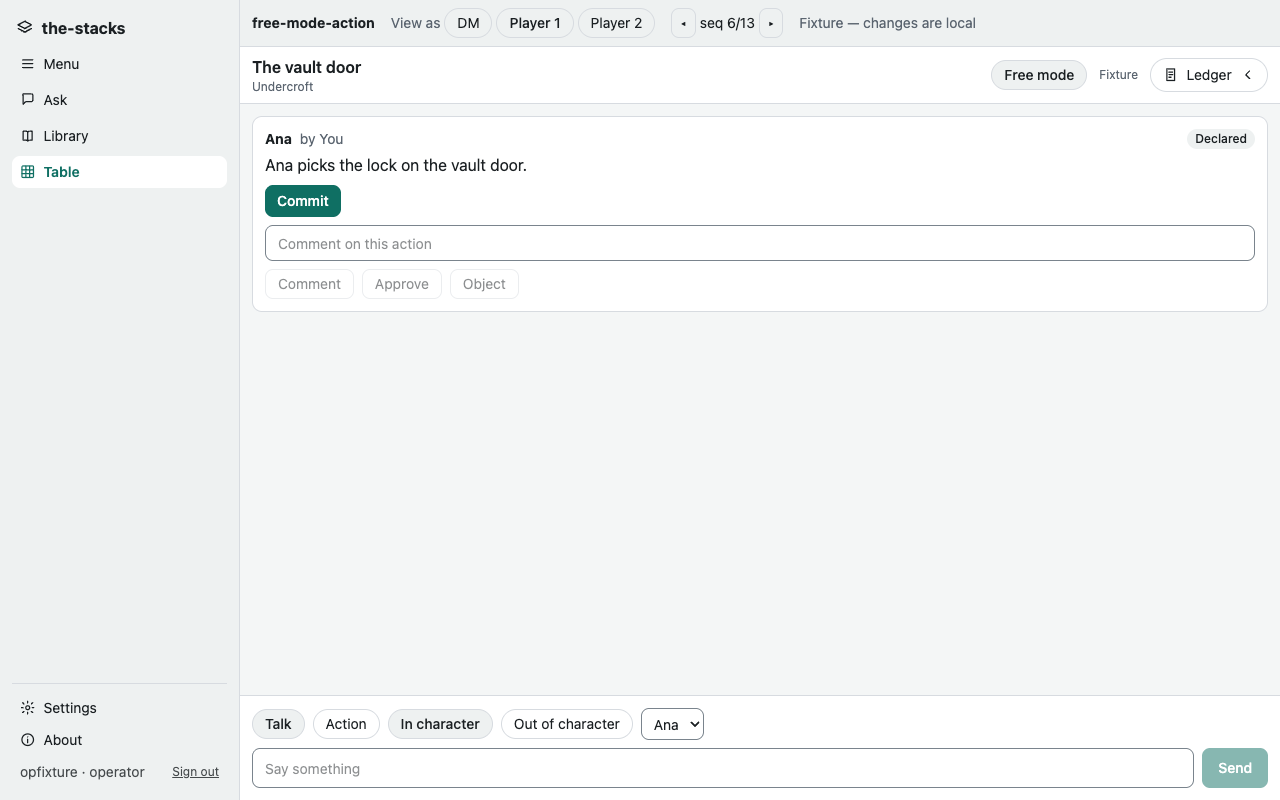 the-stacks
Menu
Ask
Library
Table
Settings
About
opfixture · operator Sign out
free-mode-action View as DM Player 1 Player 2 ◂ seq 6/13 ▸ Fixture — changes are local
The vault door
Undercroft
Free mode Fixture Ledger
Ana by You Declared
Ana picks the lock on the vault door.
Commit
Comment on this action
Comment Approve Object
Talk Action In character Out of character Ana
Say something Send